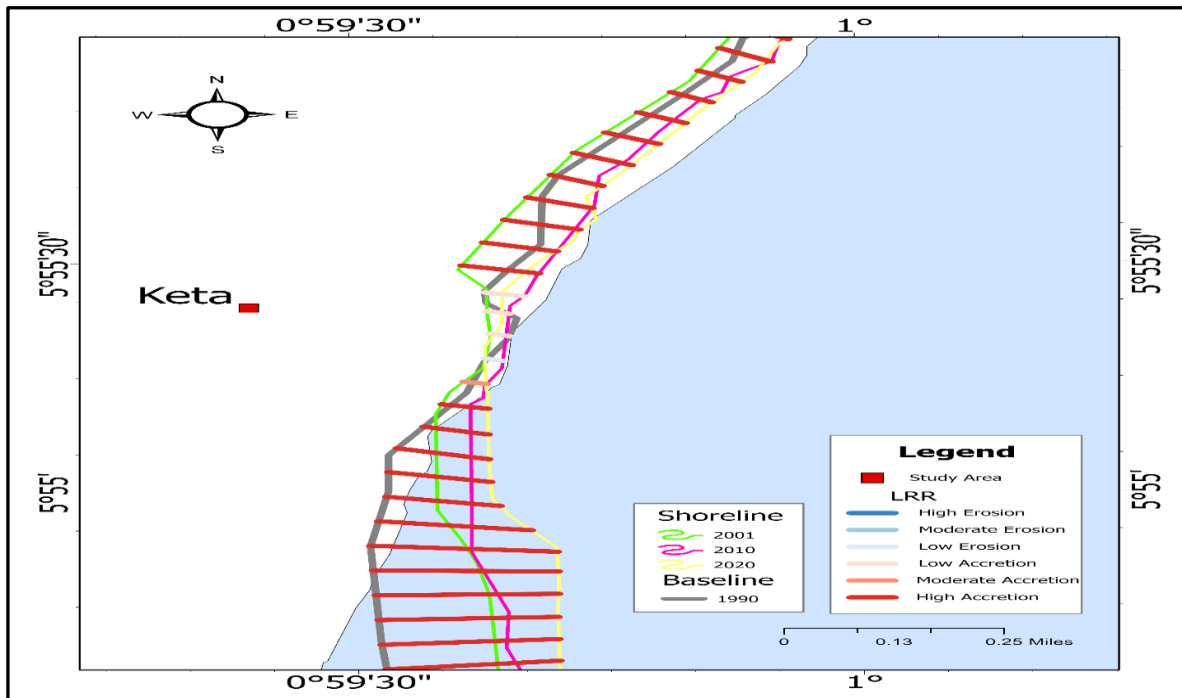 0°59'30" 1°
N
W E
S
5°55'30" 5°55'30"
Keta
5°55' 5°55'
Legend
Study Area
LRR
High Erosion
Moderate Erosion
Low Erosion
Low Accretion
Moderate Accretion
High Accretion
Shoreline
2001
2010
2020
Baseline
1990
0 0.13 0.25 Miles
0°59'30" 1°